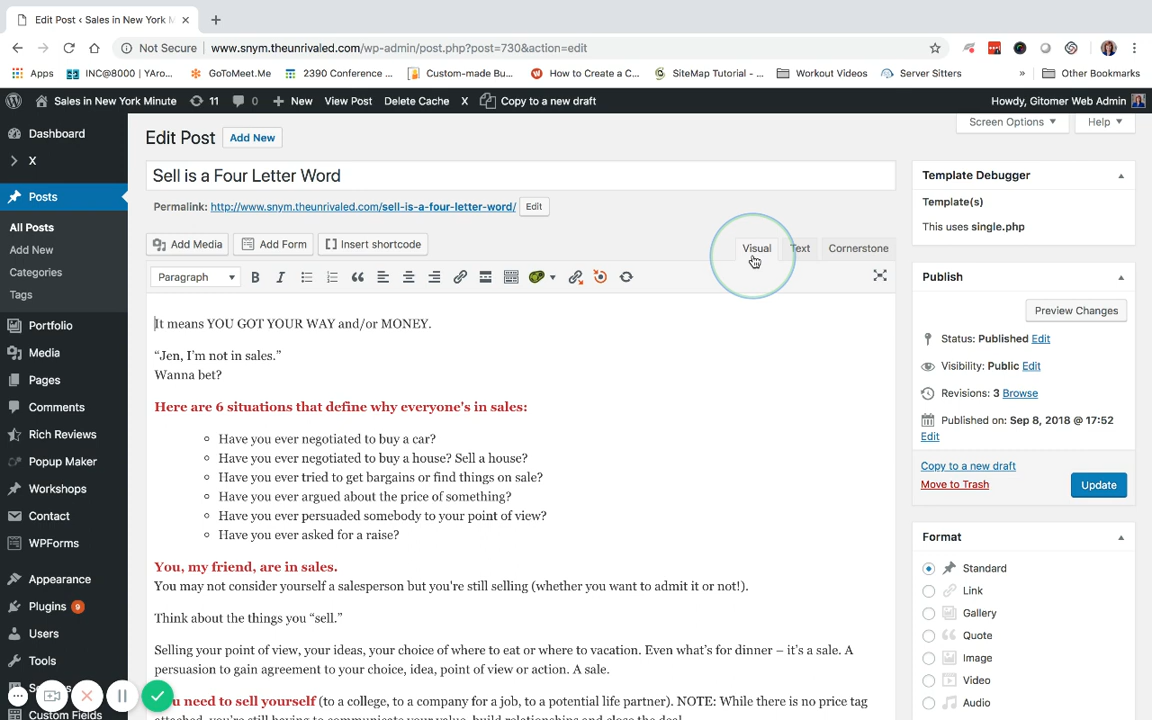 Edit Post ‹ Sales in New York M
Not Secure | www.snym.theunrivaled.com/wp-admin/post.php?post=730&action=edit
Apps INC@8000 | YAro... GoToMeet.Me 2390 Conference ... Custom-made Bu... How to Create a C... SiteMap Tutorial - ... Workout Videos Server Sitters » Other Bookmarks
Sales in New York Minute 11 0 New View Post Delete Cache X Copy to a new draft Howdy, Gitomer Web Admin
Screen Options Help
Dashboard
X
Posts
All Posts
Add New
Categories
Tags
Portfolio
Media
Pages
Comments
Rich Reviews
Popup Maker
Workshops
Contact
WPForms
Appearance
Plugins 9
Users
Tools
Custom Fields
Edit Post Add New
Sell is a Four Letter Word
Permalink: http://www.snym.theunrivaled.com/sell-is-a-four-letter-word/ Edit
Add Media Add Form Insert shortcode Visual Text Cornerstone
Paragraph
It means YOU GOT YOUR WAY and/or MONEY.
“Jen, I’m not in sales.”
Wanna bet?
Here are 6 situations that define why everyone's in sales:
Have you ever negotiated to buy a car?
Have you ever negotiated to buy a house? Sell a house?
Have you ever tried to get bargains or find things on sale?
Have you ever argued about the price of something?
Have you ever persuaded somebody to your point of view?
Have you ever asked for a raise?
You, my friend, are in sales.
You may not consider yourself a salesperson but you're still selling (whether you want to admit it or not!).
Think about the things you “sell.”
Selling your point of view, your ideas, your choice of where to eat or where to vacation. Even what’s for dinner – it’s a sale. A
persuasion to gain agreement to your choice, idea, point of view or action. A sale.
need to sell yourself (to a college, to a company for a job, to a potential life partner). NOTE: While there is no price tag
attached, you're still having to communicate your value, build relationships and close the deal.
Template Debugger
Template(s)
This uses single.php
Publish
Preview Changes
Status: Published Edit
Visibility: Public Edit
Revisions: 3 Browse
Published on: Sep 8, 2018 @ 17:52
Edit
Copy to a new draft
Move to Trash Update
Format
Standard
Link
Gallery
Quote
Image
Video
Audio